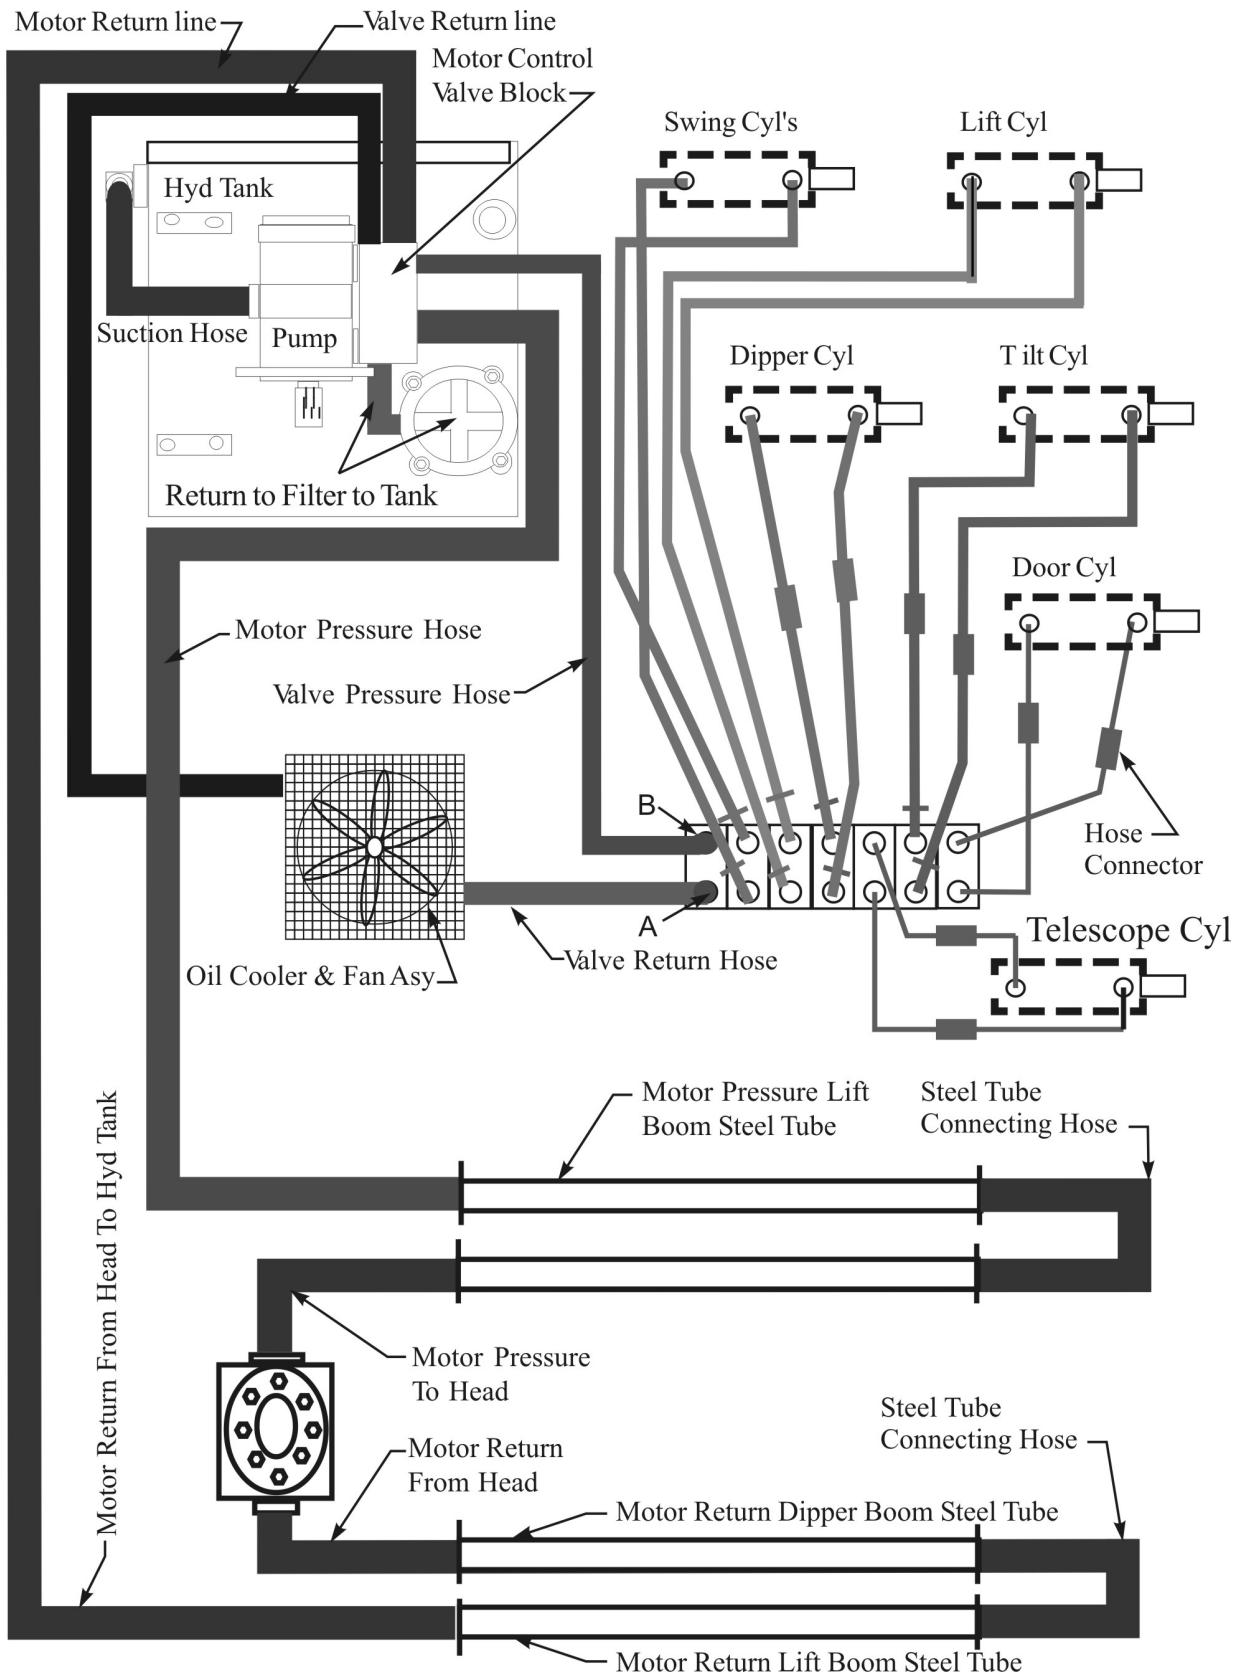 Motor Return line
Valve Return line
Motor Control
Valve Block
Swing Cyl's
Lift Cyl
Hyd Tank
Suction Hose
Pump
Dipper Cyl
T ilt Cyl
Return to Filter to Tank
Door Cyl
Motor Pressure Hose
Valve Pressure Hose
B
Hose
Connector
A
Telescope Cyl
Valve Return Hose
Oil Cooler & Fan Asy
Motor Pressure Lift
Boom Steel Tube
Steel Tube
Connecting Hose
Motor Return From Head To Hyd Tank
Motor Pressure
To Head
Steel Tube
Connecting Hose
Motor Return
From Head
Motor Return Dipper Boom Steel Tube
Motor Return Lift Boom Steel Tube